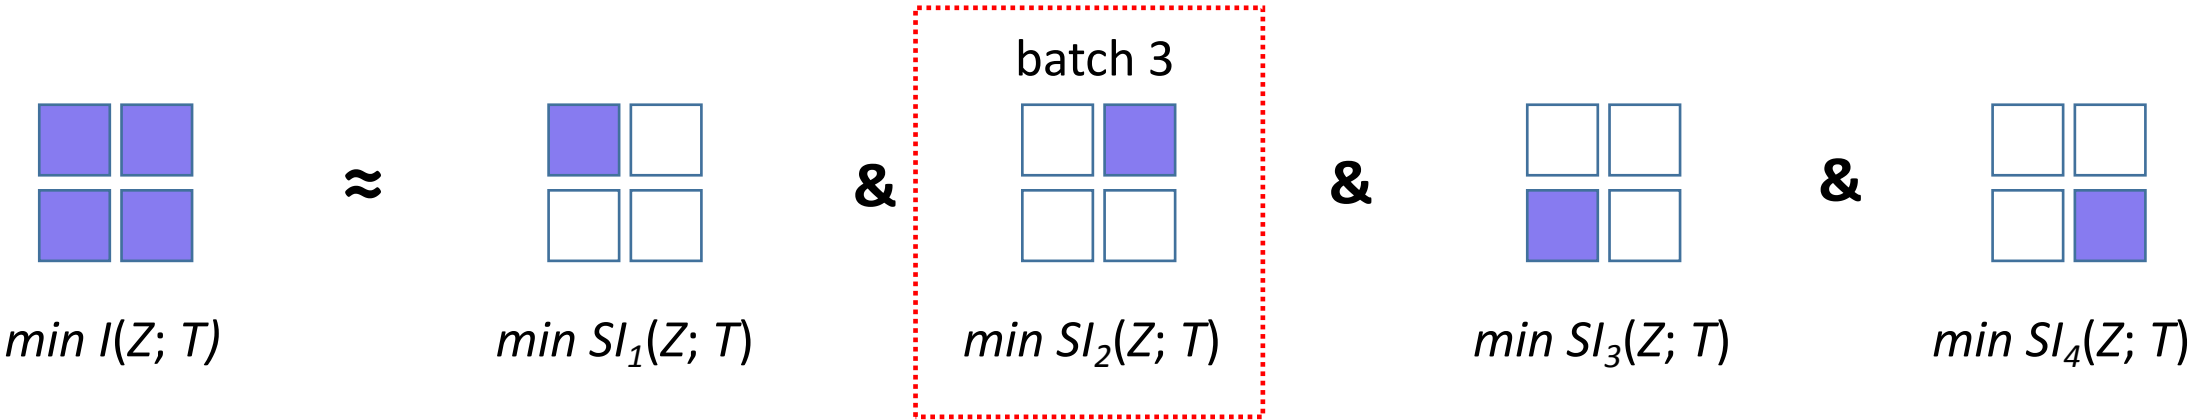 batch 3
≈ & & &
min I(Z; T) min SI₁(Z; T) min SI₂(Z; T) min SI₃(Z; T) min SI₄(Z; T)